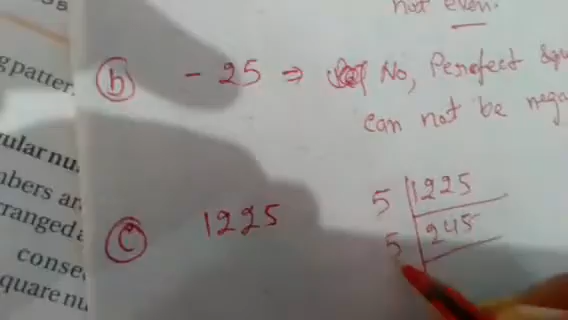 not even.
g patter
(b) - 25 ⇒ No, Perefect
can not be nega
ular nu
bers ar
ranged a
conse
quare nu
(c) 1225
5 | 1225
5 | 245